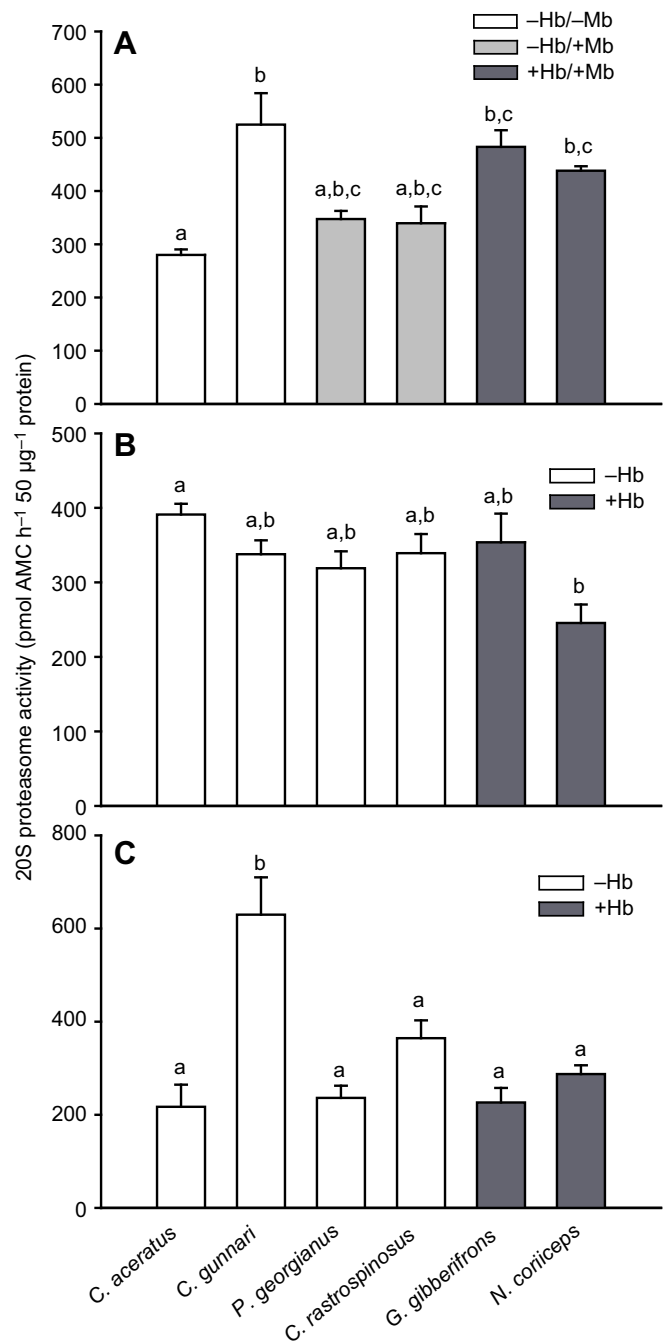 A
–Hb/–Mb
–Hb/+Mb
+Hb/+Mb
700
600
500
400
300
200
100
0
a
b
a,b,c
a,b,c
b,c
b,c
20S proteasome activity (pmol AMC h–1 50 µg–1 protein)
B
–Hb
+Hb
500
400
300
200
100
0
a
a,b
a,b
a,b
a,b
b
C
–Hb
+Hb
800
600
400
200
0
a
b
a
a
a
a
C. aceratus
C. gunnari
P. georgianus
C. rastrospinosus
G. gibberifrons
N. coriiceps